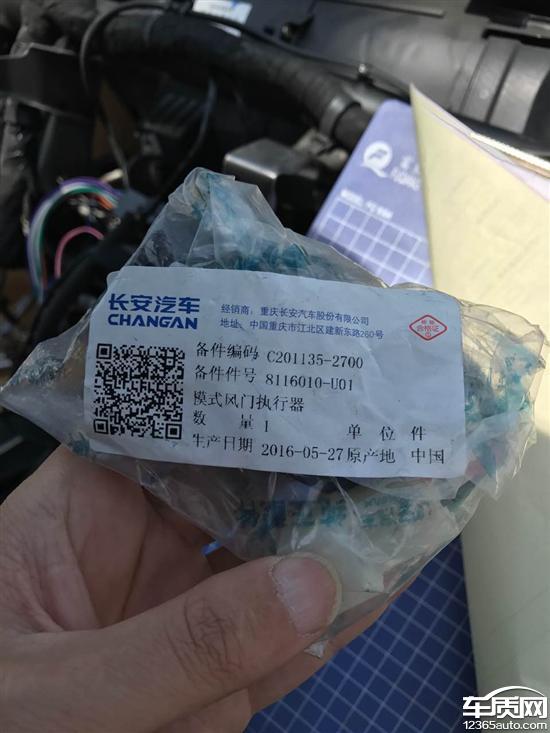 长安汽车
CHANGAN
经销商：重庆长安汽车股份有限公司
地址：中国重庆市江北区建新东路260号
合格证
备件编码 C201135-2700
备件件号 8116010-U01
模式风门执行器
数 量 1 单 位 件
生产日期 2016-05-27 原产地 中国
车质网
12365auto.com